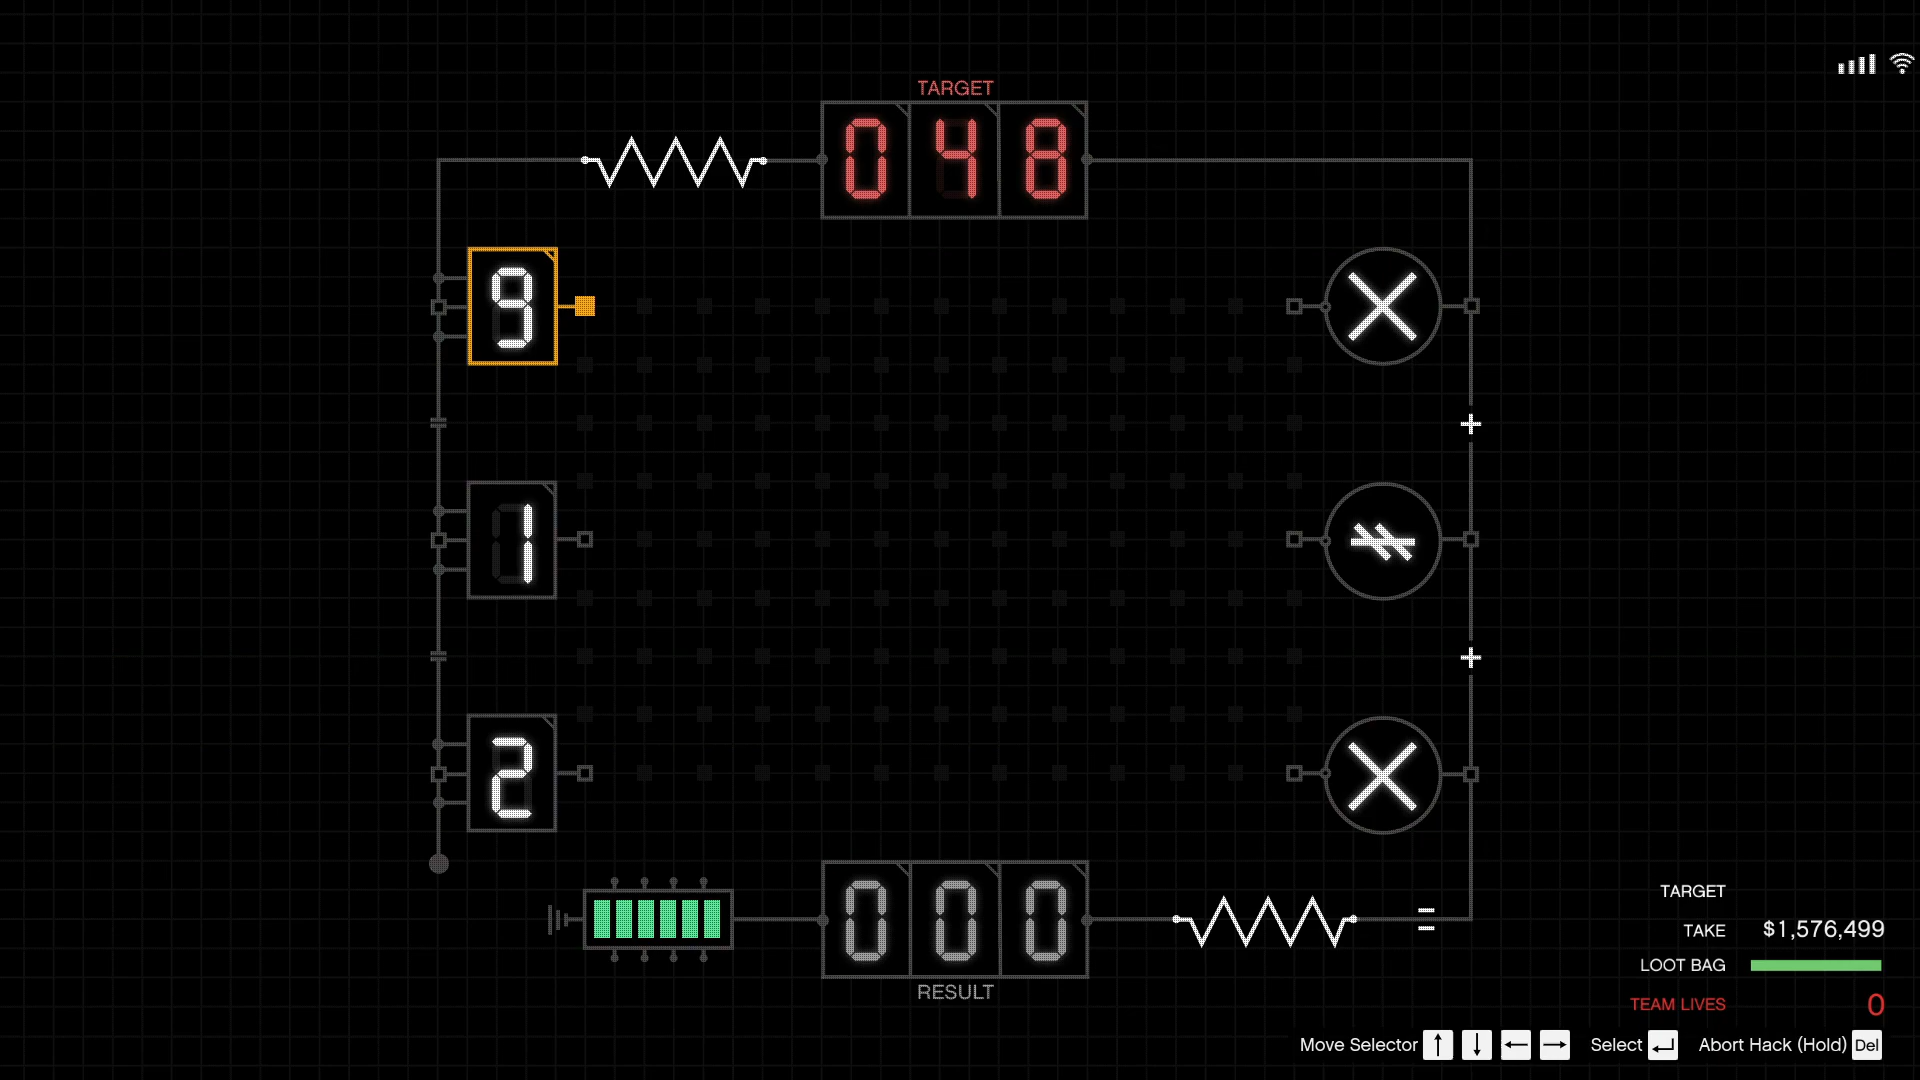 TARGET
048
9
1
+
+
2
=
000
RESULT
TARGET
TAKE $1,576,499
LOOT BAG
TEAM LIVES 0
Move Selector ↑ ↓ ← → Select ↵ Abort Hack (Hold) Del